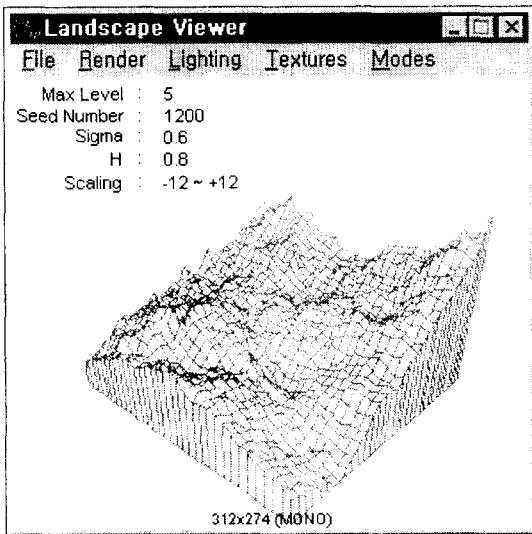 Landscape Viewer
File Render Lighting Textures Modes
Max Level : 5
Seed Number : 1200
Sigma : 0.6
H : 0.8
Scaling : -12 ~ +12
312x274 (MONO)